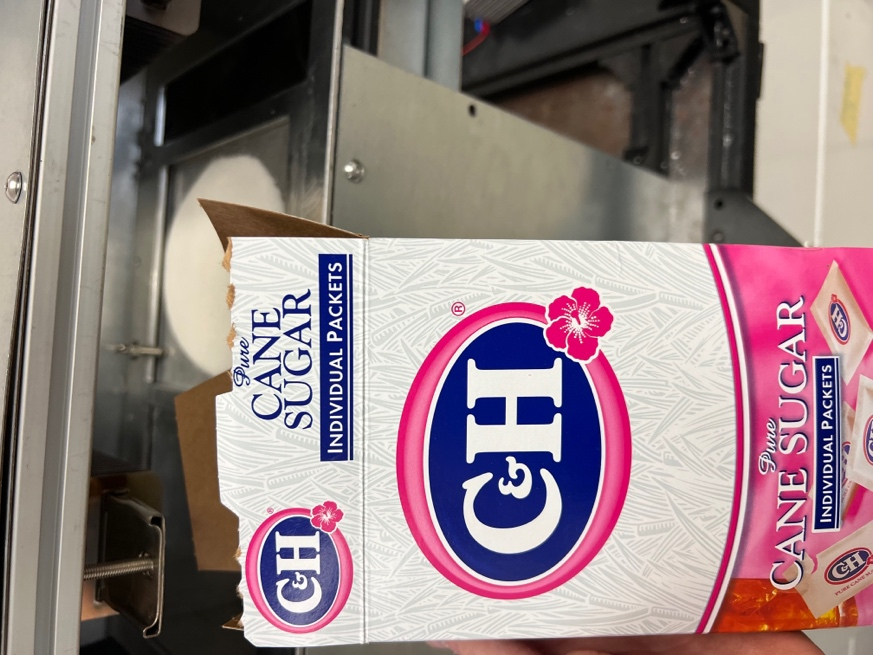 Pure
CANE
SUGAR
INDIVIDUAL PACKETS
C&H®
C&H®
Pure
CANE SUGAR
INDIVIDUAL PACKETS
C&H
C&H